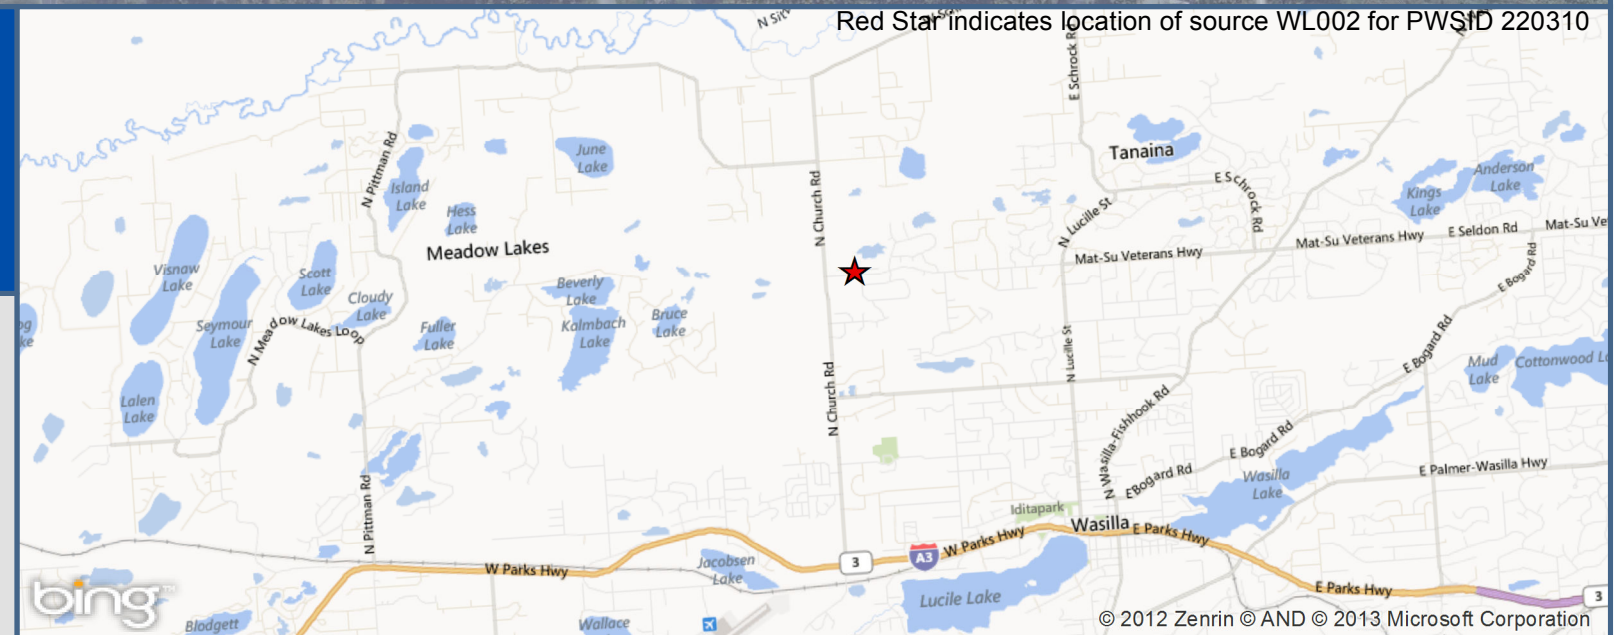 Red Star indicates location of source WL002 for PWSID 220310
N Sitv
E Schrock Rd
N Pittman Rd
June
Lake
Tanaina
Island
Lake
Hess
Lake
Meadow Lakes
N Church Rd
N Lucille St
E Schrock Rd
Kings
Lake
Anderson
Lake
E Seldon Rd
Mat-Su Ve
Mat-Su Veterans Hwy
Mat-Su Veterans Hwy
E Bogard Rd
Visnaw
Lake
Scott
Lake
Cloudy
Lake
Seymour
Lake
N Meadow Lakes Loop
Fuller
Lake
Beverly
Lake
Kalmbach
Lake
Bruce
Lake
N Church Rd
N Lucille St
E Bogard Rd
Mud
Lake
Cottonwood L
Lalen
Lake
N Wasilla-Fishhook Rd
E Bogard Rd
E Bogard Rd
Wasilla
Lake
E Palmer-Wasilla Hwy
N Pittman Rd
Iditapark
Wasilla
E Parks Hwy
W Parks Hwy
A3
3
Jacobsen
Lake
W Parks Hwy
Lucile Lake
E Parks Hwy
3
bing™
Blodgett
Wallace
© 2012 Zenrin © AND © 2013 Microsoft Corporation